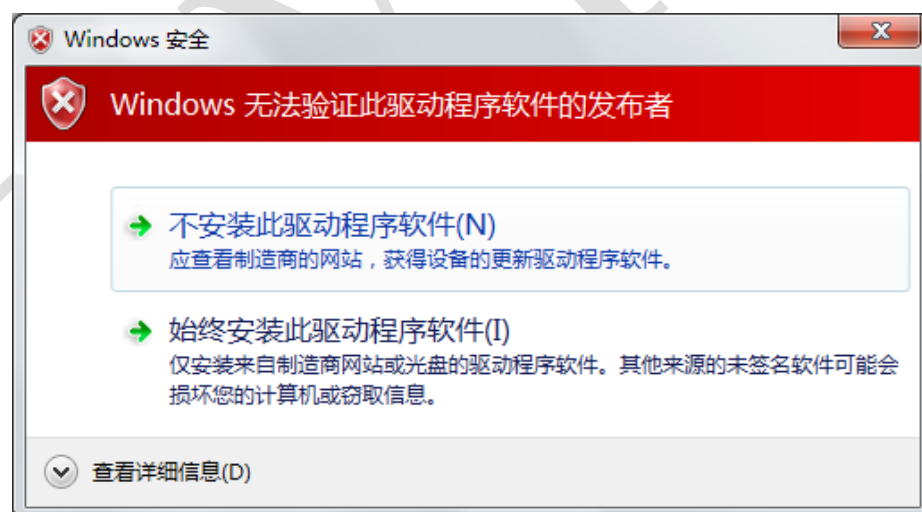 Windows 安全
Windows 无法验证此驱动程序软件的发布者
不安装此驱动程序软件(N)
应查看制造商的网站，获得设备的更新驱动程序软件。
始终安装此驱动程序软件(I)
仅安装来自制造商网站或光盘的驱动程序软件。其他来源的未签名软件可能会
损坏您的计算机或窃取信息。
查看详细信息(D)